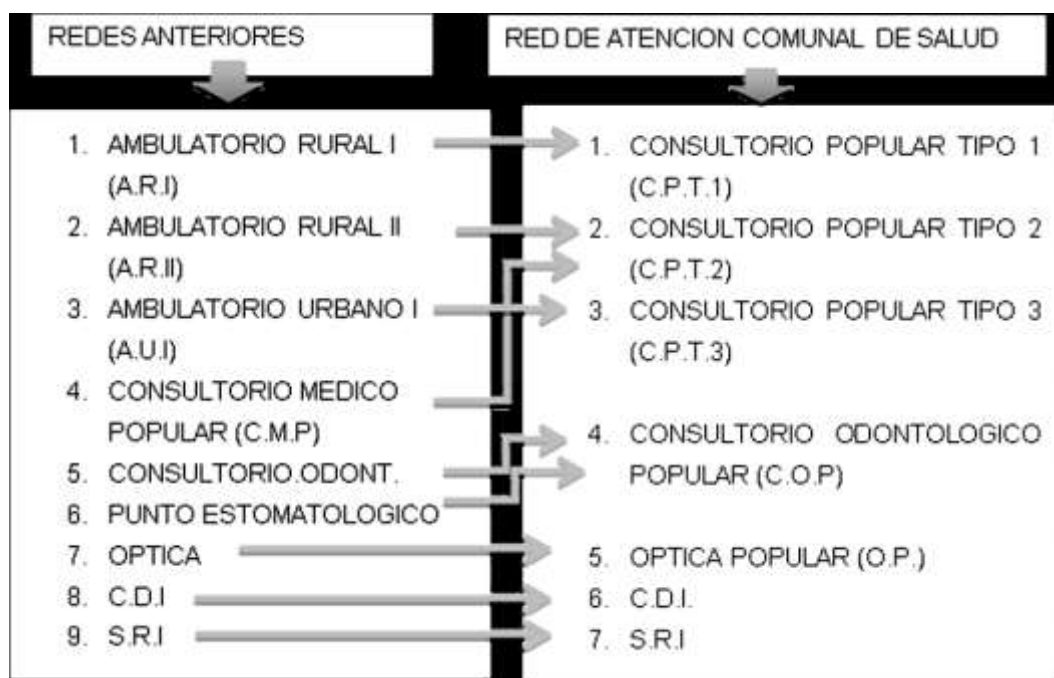 REDES ANTERIORES
RED DE ATENCION COMUNAL DE SALUD
1. AMBULATORIO RURAL I
(A.R.I)
2. AMBULATORIO RURAL II
(A.R.II)
3. AMBULATORIO URBANO I
(A.U.I)
4. CONSULTORIO MEDICO
POPULAR (C.M.P)
5. CONSULTORIO.ODONT.
6. PUNTO ESTOMATOLOGICO
7. OPTICA
8. C.D.I
9. S.R.I
1. CONSULTORIO POPULAR TIPO 1
(C.P.T.1)
2. CONSULTORIO POPULAR TIPO 2
(C.P.T.2)
3. CONSULTORIO POPULAR TIPO 3
(C.P.T.3)
4. CONSULTORIO ODONTOLOGICO
POPULAR (C.O.P)
5. OPTICA POPULAR (O.P.)
6. C.D.I.
7. S.R.I